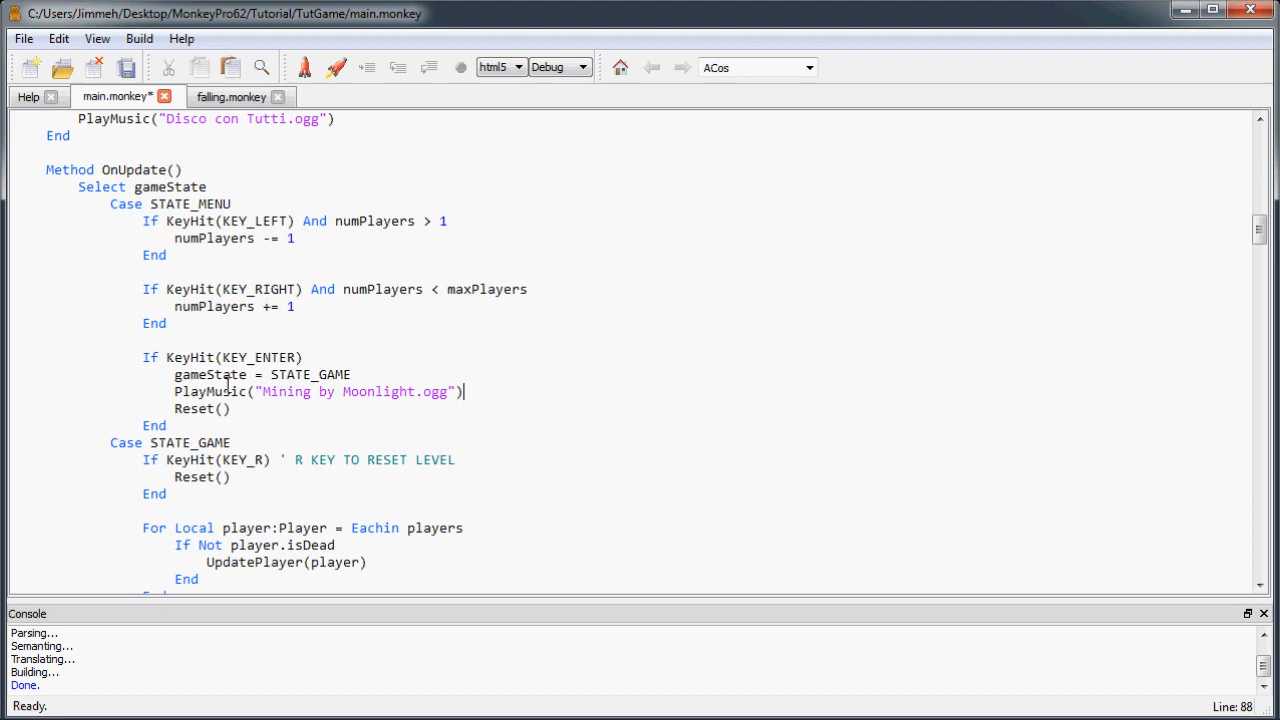 C:/Users/Jimmeh/Desktop/MonkeyPro62/Tutorial/TutGame/main.monkey
File Edit View Build Help
html5 Debug ACos
Help main.monkey* falling.monkey
PlayMusic("Disco con Tutti.ogg")
End
Method OnUpdate()
Select gameState
Case STATE_MENU
If KeyHit(KEY_LEFT) And numPlayers > 1
numPlayers -= 1
End
If KeyHit(KEY_RIGHT) And numPlayers < maxPlayers
numPlayers += 1
End
If KeyHit(KEY_ENTER)
gameState = STATE_GAME
PlayMusic("Mining by Moonlight.ogg")
Reset()
End
Case STATE_GAME
If KeyHit(KEY_R) ' R KEY TO RESET LEVEL
Reset()
End
For Local player:Player = Eachin players
If Not player.isDead
UpdatePlayer(player)
End
Console
Parsing...
Semanting...
Translating...
Building...
Done.
Ready. Line: 88